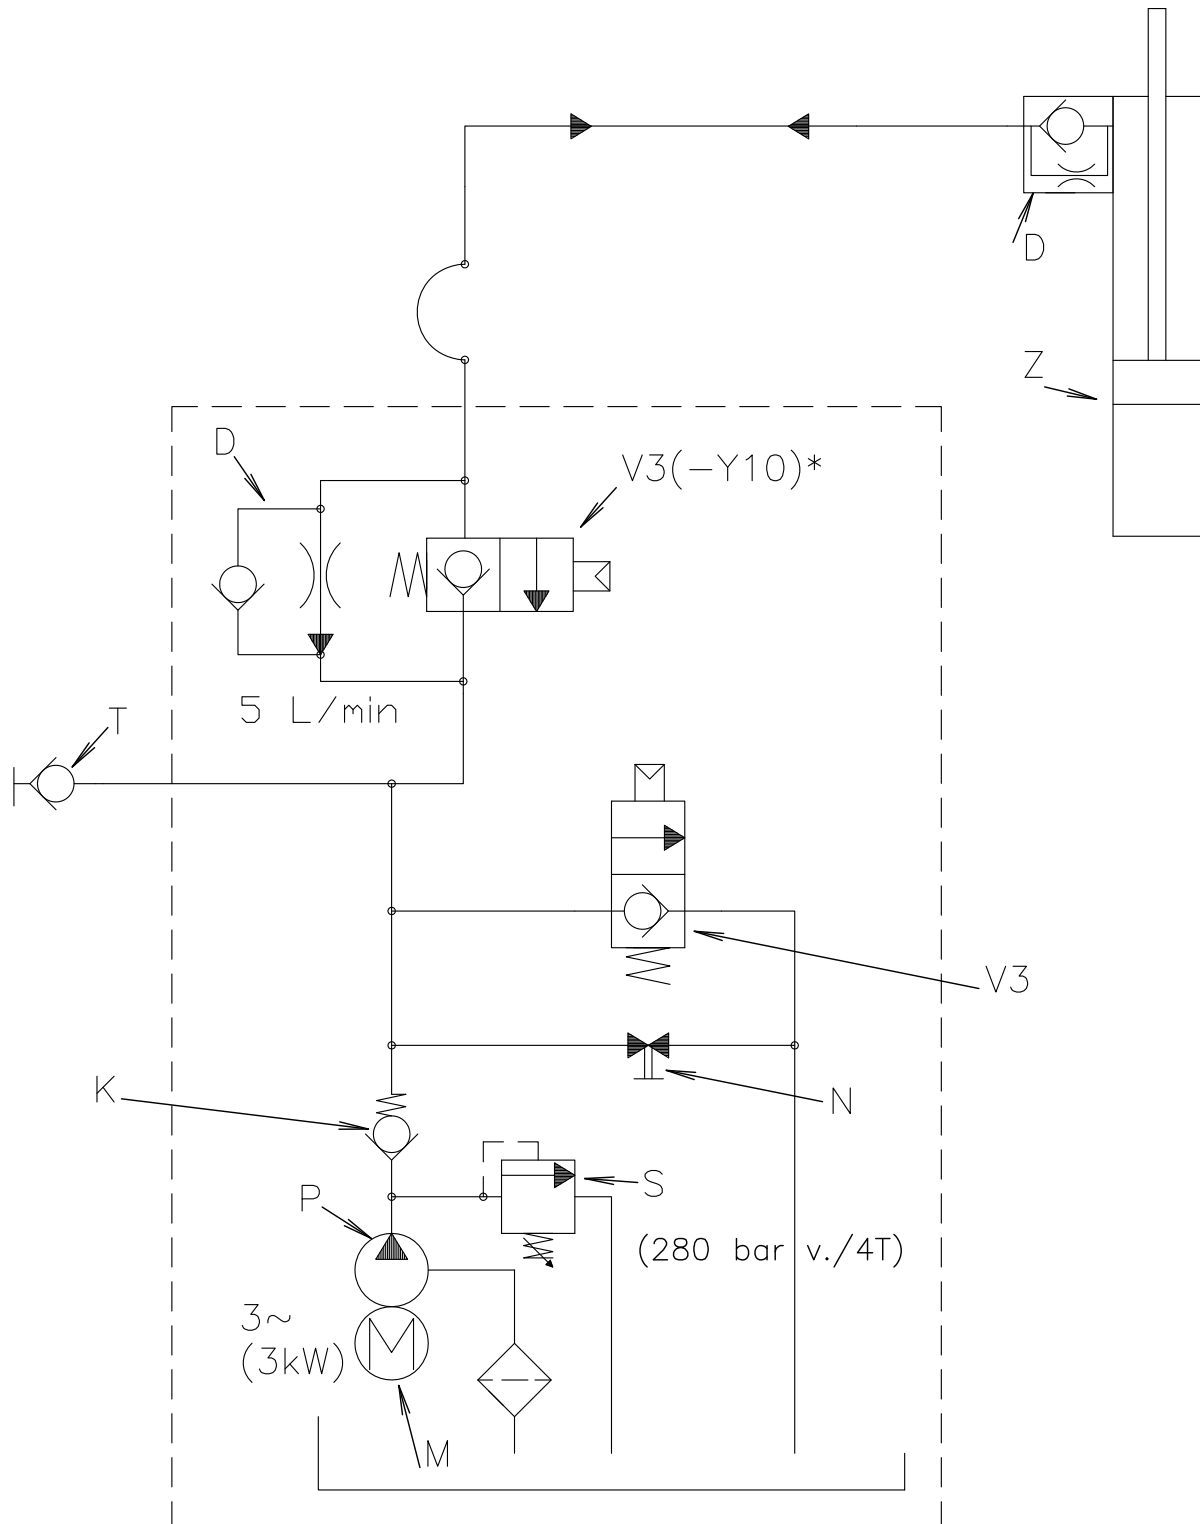 D
Z
D
V3(-Y10)*
5 L/min
T
V3
K
N
P
S
(280 bar v./4T)
3~
(3kW)
M
M